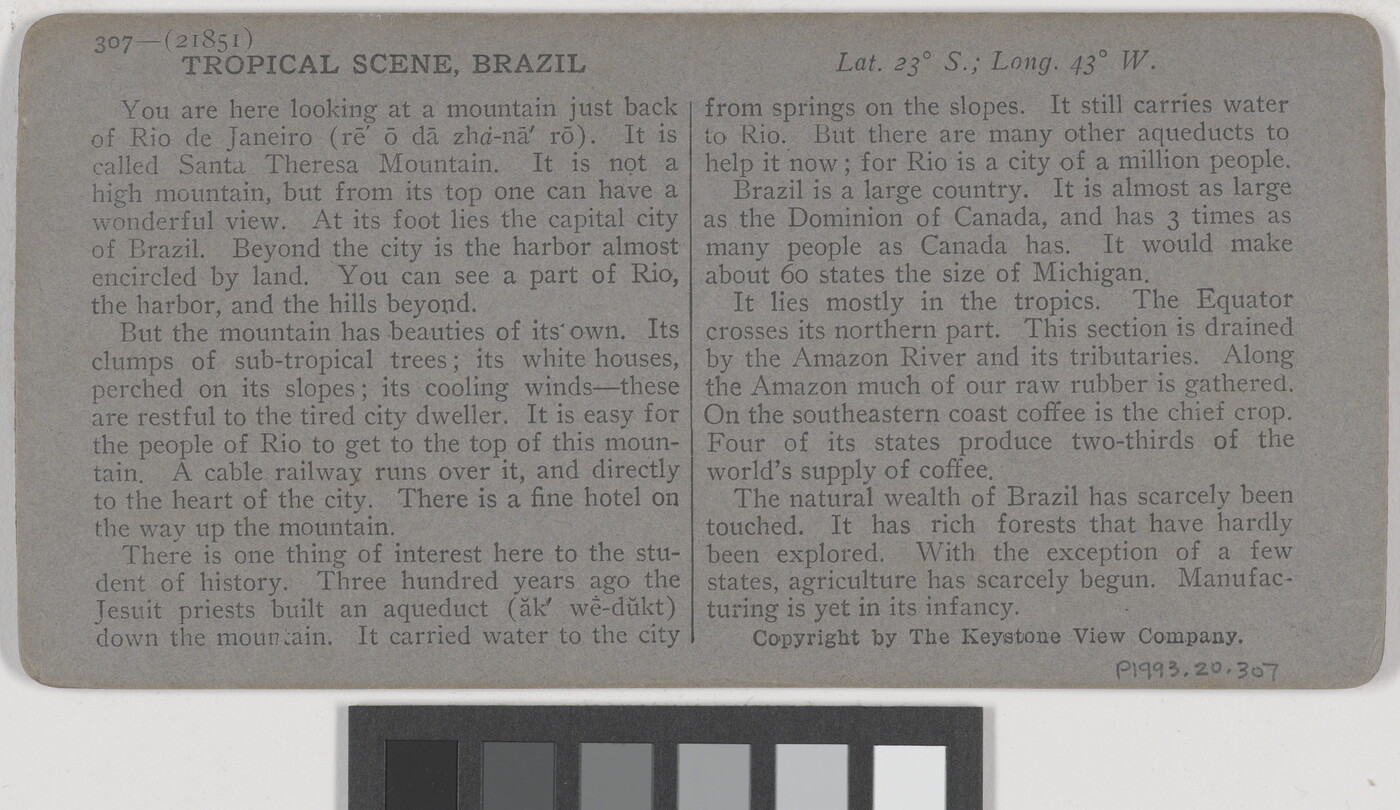 307—(21851)
TROPICAL SCENE, BRAZIL
Lat. 23° S.; Long. 43° W.
You are here looking at a mountain just back
of Rio de Janeiro (rē′ ō dā zhȧ-nā′ rō). It is
called Santa Theresa Mountain. It is not a
high mountain, but from its top one can have a
wonderful view. At its foot lies the capital city
of Brazil. Beyond the city is the harbor almost
encircled by land. You can see a part of Rio,
the harbor, and the hills beyond.
But the mountain has beauties of its own. Its
clumps of sub-tropical trees; its white houses,
perched on its slopes; its cooling winds—these
are restful to the tired city dweller. It is easy for
the people of Rio to get to the top of this moun-
tain. A cable railway runs over it, and directly
to the heart of the city. There is a fine hotel on
the way up the mountain.
There is one thing of interest here to the stu-
dent of history. Three hundred years ago the
Jesuit priests built an aqueduct (ăk′ wē-dŭkt)
down the mountain. It carried water to the city
from springs on the slopes. It still carries water
to Rio. But there are many other aqueducts to
help it now; for Rio is a city of a million people.
Brazil is a large country. It is almost as large
as the Dominion of Canada, and has 3 times as
many people as Canada has. It would make
about 60 states the size of Michigan.
It lies mostly in the tropics. The Equator
crosses its northern part. This section is drained
by the Amazon River and its tributaries. Along
the Amazon much of our raw rubber is gathered.
On the southeastern coast coffee is the chief crop.
Four of its states produce two-thirds of the
world's supply of coffee.
The natural wealth of Brazil has scarcely been
touched. It has rich forests that have hardly
been explored. With the exception of a few
states, agriculture has scarcely begun. Manufac-
turing is yet in its infancy.
Copyright by The Keystone View Company.
P1993.20.307